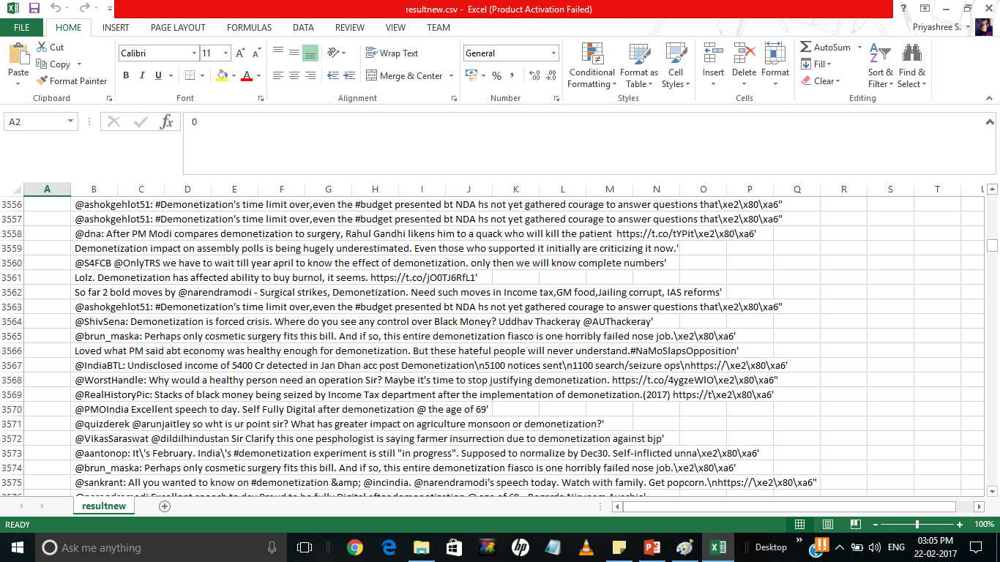 resultnew.csv - Excel (Product Activation Failed)
FILE HOME INSERT PAGE LAYOUT FORMULAS DATA REVIEW VIEW TEAM Priyashree S.
Paste
Cut
Copy
Format Painter
Clipboard
Calibri 11
B I U
Font
Wrap Text
Merge & Center
Alignment
General
Number
Conditional Formatting
Format as Table
Cell Styles
Styles
Insert Delete Format
Cells
AutoSum
Fill
Clear
Sort & Filter
Find & Select
Editing
A2 fx 0
A B C D E F G H I J K L M N O P Q R S T U
3556 @ashokgehlot51: #Demonetization's time limit over,even the #budget presented bt NDA hs not yet gathered courage to answer questions that\xe2\x80\xa6"
3557 @ashokgehlot51: #Demonetization's time limit over,even the #budget presented bt NDA hs not yet gathered courage to answer questions that\xe2\x80\xa6"
3558 @dna: After PM Modi compares demonetization to surgery, Rahul Gandhi likens him to a quack who will kill the patient  https://t.co/tYPit\xe2\x80\xa6'
3559 Demonetization impact on assembly polls is being hugely underestimated. Even those who supported it initially are criticizing it now.'
3560 @S4FCB @OnlyTRS we have to wait till year april to know the effect of demonetization. only then we will know complete numbers'
3561 Lolz. Demonetization has affected ability to buy burnol, it seems. https://t.co/jO0TJ6RfL1'
3562 So far 2 bold moves by @narendramodi - Surgical strikes, Demonetization. Need such moves in Income tax,GM food,Jailing corrupt, IAS reforms'
3563 @ashokgehlot51: #Demonetization's time limit over,even the #budget presented bt NDA hs not yet gathered courage to answer questions that\xe2\x80\xa6"
3564 @ShivSena: Demonetization is forced crisis. Where do you see any control over Black Money? Uddhav Thackeray @AUThackeray'
3565 @brun_maska: Perhaps only cosmetic surgery fits this bill. And if so, this entire demonetization fiasco is one horribly failed nose job.\xe2\x80\xa6'
3566 Loved what PM said abt economy was healthy enough for demonetization. But these hateful people will never understand.#NaMoSlapsOpposition'
3567 @IndiaBTL: Undisclosed income of 5400 Cr detected in Jan Dhan acc post Demonetization\n5100 notices sent\n1100 search/seizure ops\nhttps://\xe2\x80\xa6'
3568 @WorstHandle: Why would a healthy person need an operation Sir? Maybe it's time to stop justifying demonetization. https://t.co/4ygzeWlO\xe2\x80\xa6"
3569 @RealHistoryPic: Stacks of black money being seized by Income Tax department after the implementation of demonetization.(2017) https://t\xe2\x80\xa6'
3570 @PMOIndia Excellent speech to day. Self Fully Digital after demonetization @ the age of 69'
3571 @quizderek @arunjaitley so wht is ur point sir? What has greater impact on agriculture monsoon or demonetization?'
3572 @VikasSaraswat @dildilhindustan Sir Clarify this one pesphologist is saying farmer insurrection due to demonetization against bjp'
3573 @aantonop: It\'s February. India\'s #demonetization experiment is still "in progress". Supposed to normalize by Dec30. Self-inflicted unna\xe2\x80\xa6'
3574 @brun_maska: Perhaps only cosmetic surgery fits this bill. And if so, this entire demonetization fiasco is one horribly failed nose job.\xe2\x80\xa6'
3575 @sankrant: All you wanted to know on #demonetization &amp; @incindia. @narendramodi's speech today. Watch with family. Get popcorn.\nhttps://\xe2\x80\xa6"
resultnew
READY 100%
Ask me anything Desktop ENG 03:05 PM
22-02-2017